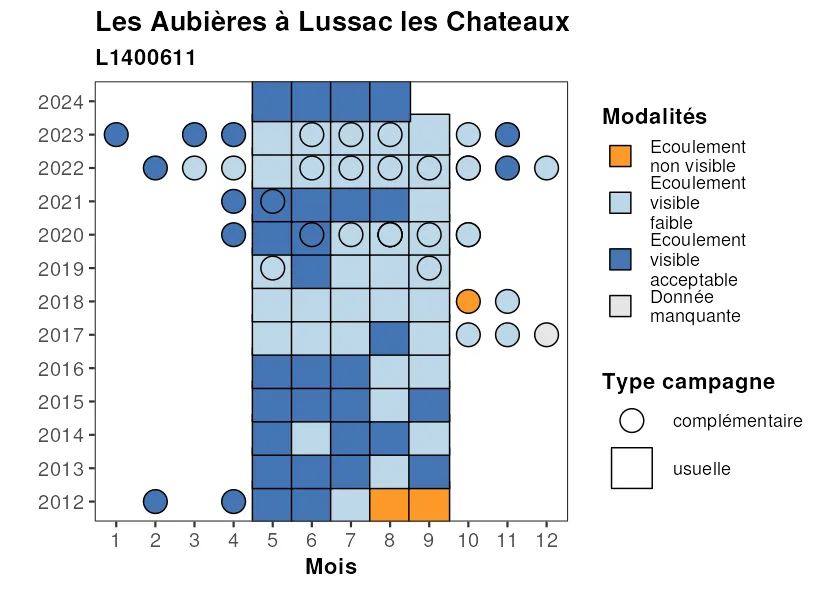 Les Aubières à Lussac les Chateaux
L1400611
2024
2023
2022
2021
2020
2019
2018
2017
2016
2015
2014
2013
2012
1 2 3 4 5 6 7 8 9 10 11 12
Mois
Modalités
Ecoulement
non visible
Ecoulement
visible
faible
Ecoulement
visible
acceptable
Donnée
manquante
Type campagne
complémentaire
usuelle